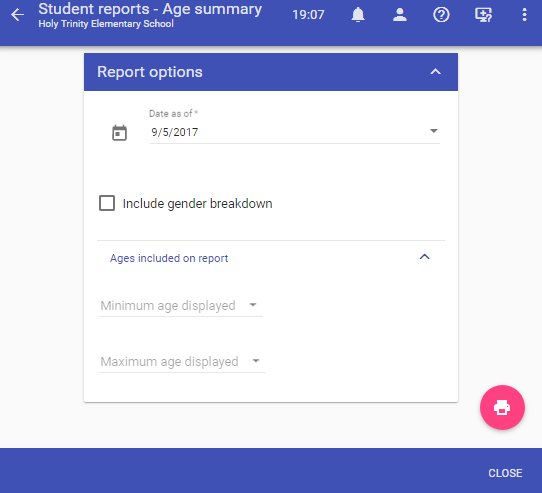 Student reports - Age summary
Holy Trinity Elementary School
19:07
Report options
Date as of *
9/5/2017
Include gender breakdown
Ages included on report
Minimum age displayed
Maximum age displayed
CLOSE